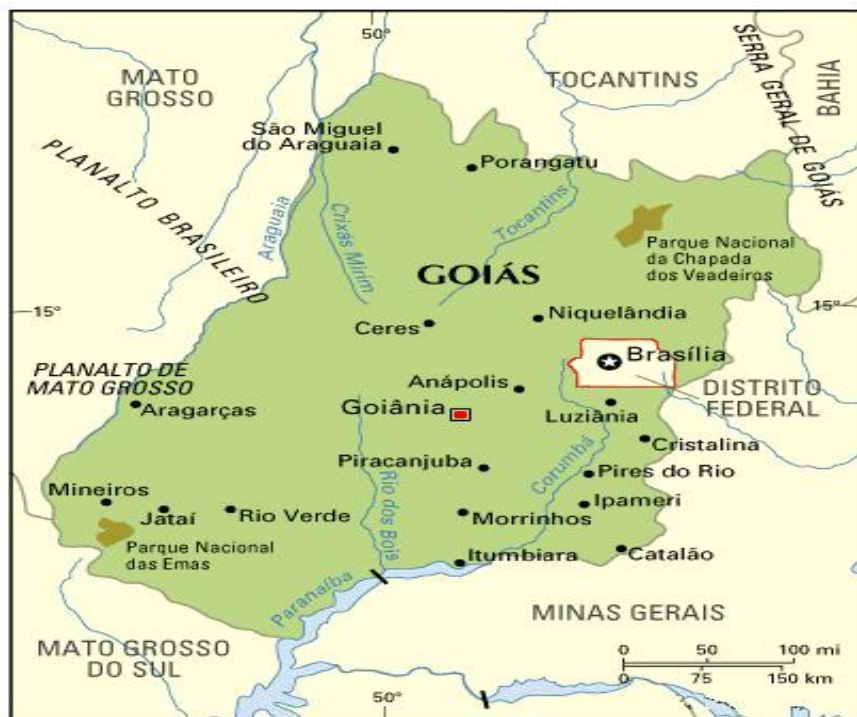 50°
MATO
GROSSO
TOCANTINS
SERRA GERAL DE GOIÁS
BAHIA
São Miguel
do Araguaia
Porangatu
PLANALTO BRASILEIRO
Araguaia
Crixás Mirim
Tocantins
Parque Nacional
da Chapada
dos Veadeiros
GOIÁS
15°
15°
Ceres
Niquelândia
Brasília
PLANALTO DE
MATO GROSSO
Aragarças
Anápolis
Goiânia
Luziânia
DISTRITO
FEDERAL
Cristalina
Piracanjuba
Corumbá
Pires do Rio
Mineiros
Jataí
Rio Verde
Rio dos Bois
Morrinhos
Ipameri
Parque Nacional
das Emas
Itumbiara
Catalão
Paranaíba
MINAS GERAIS
MATO GROSSO
DO SUL
0 50 100 mi
0 75 150 km
50°